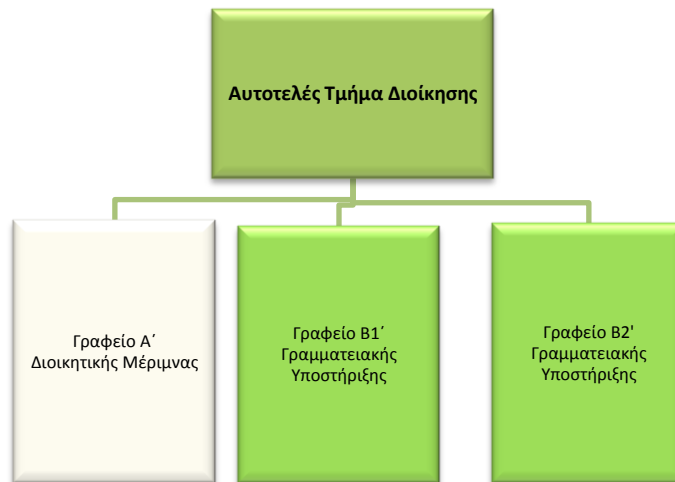 Αυτοτελές Τμήμα Διοίκησης
Γραφείο Α΄
Διοικητικής Μέριμνας
Γραφείο Β1΄
Γραμματειακής
Υποστήριξης
Γραφείο Β2'
Γραμματειακής
Υποστήριξης